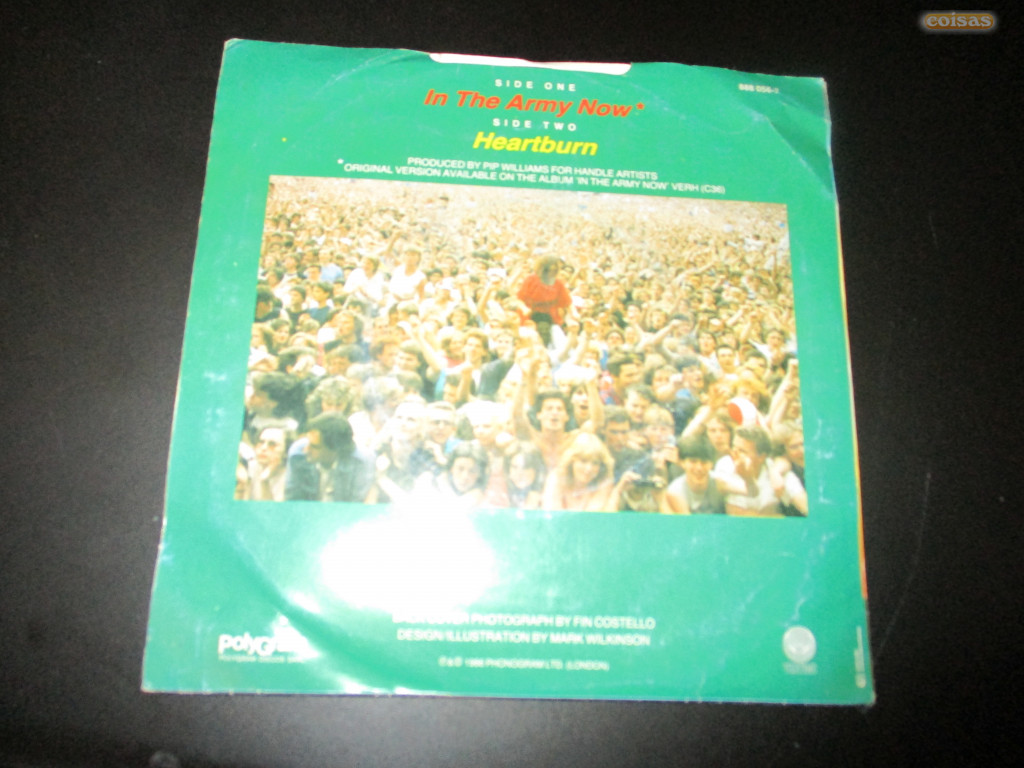 coisas
SIDE ONE
In The Army Now*
SIDE TWO
Heartburn
PRODUCED BY PIP WILLIAMS FOR HANDLE ARTISTS
*ORIGINAL VERSION AVAILABLE ON THE ALBUM 'IN THE ARMY NOW' VERH (C36)
PHOTOGRAPH BY FIN COSTELLO
DESIGN/ILLUSTRATION BY MARK WILKINSON
℗ & © 1986 PHONOGRAM LTD. (LONDON)